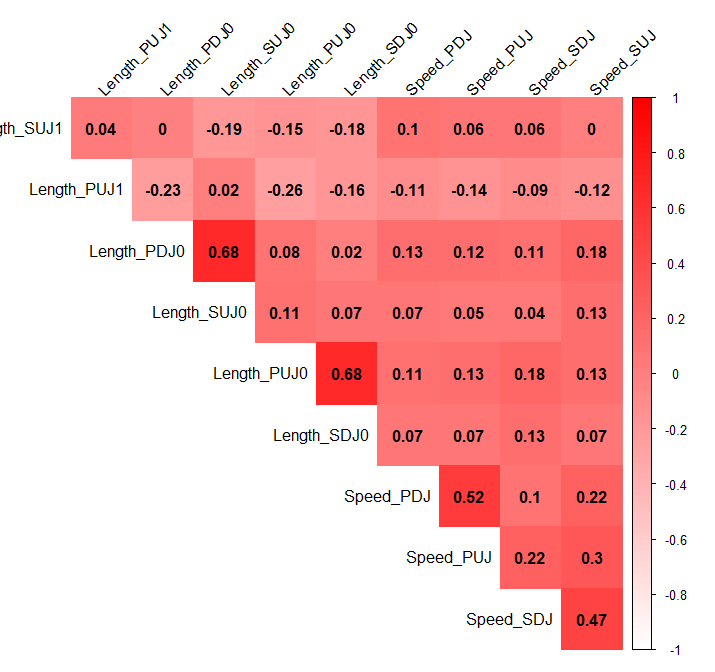 Length_PUJ1 Length_PDJ0 Length_SUJ0 Length_PUJ0 Length_SDJ0 Speed_PDJ Speed_PUJ Speed_SDJ Speed_SUJ
gth_SUJ1 0.04 0 -0.19 -0.15 -0.18 0.1 0.06 0.06 0
Length_PUJ1 -0.23 0.02 -0.26 -0.16 -0.11 -0.14 -0.09 -0.12
Length_PDJ0 0.68 0.08 0.02 0.13 0.12 0.11 0.18
Length_SUJ0 0.11 0.07 0.07 0.05 0.04 0.13
Length_PUJ0 0.68 0.11 0.13 0.18 0.13
Length_SDJ0 0.07 0.07 0.13 0.07
Speed_PDJ 0.52 0.1 0.22
Speed_PUJ 0.22 0.3
Speed_SDJ 0.47
1
0.8
0.6
0.4
0.2
0
-0.2
-0.4
-0.6
-0.8
-1